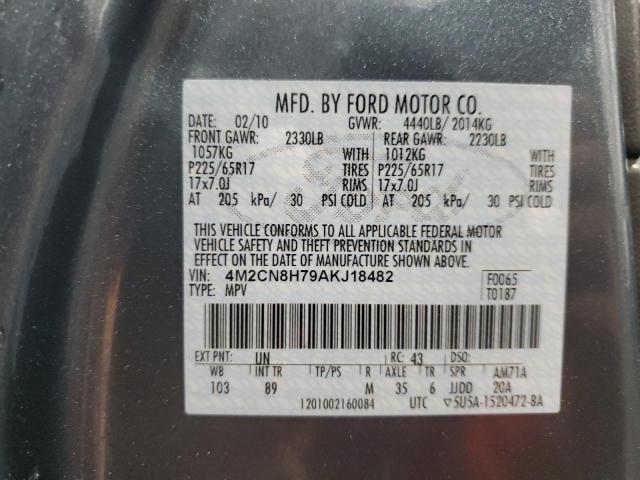 MFD. BY FORD MOTOR CO.
DATE: 02/10 GVWR: 4440LB/ 2014KG
FRONT GAWR: 2330LB REAR GAWR: 2230LB
1057KG WITH 1012KG WITH
P225/65R17 TIRES P225/65R17 TIRES
17x7.0J RIMS 17x7.0J RIMS
AT 205 kPa/ 30 PSI COLD AT 205 kPa/ 30 PSI COLD
THIS VEHICLE CONFORMS TO ALL APPLICABLE FEDERAL MOTOR
VEHICLE SAFETY AND THEFT PREVENTION STANDARDS IN
EFFECT ON THE DATE OF MANUFACTURE SHOWN ABOVE.
VIN: 4M2CN8H79AKJ18482 F0065
TYPE: MPV T0187
EXT PNT: UN RC: 43 DSO:
WB INT TR TP/PS R AXLE TR SPR AM71A
103 89 M 35 6 JJDD 20A
1201002160084 UTC ▽5U5A-1520472-BA